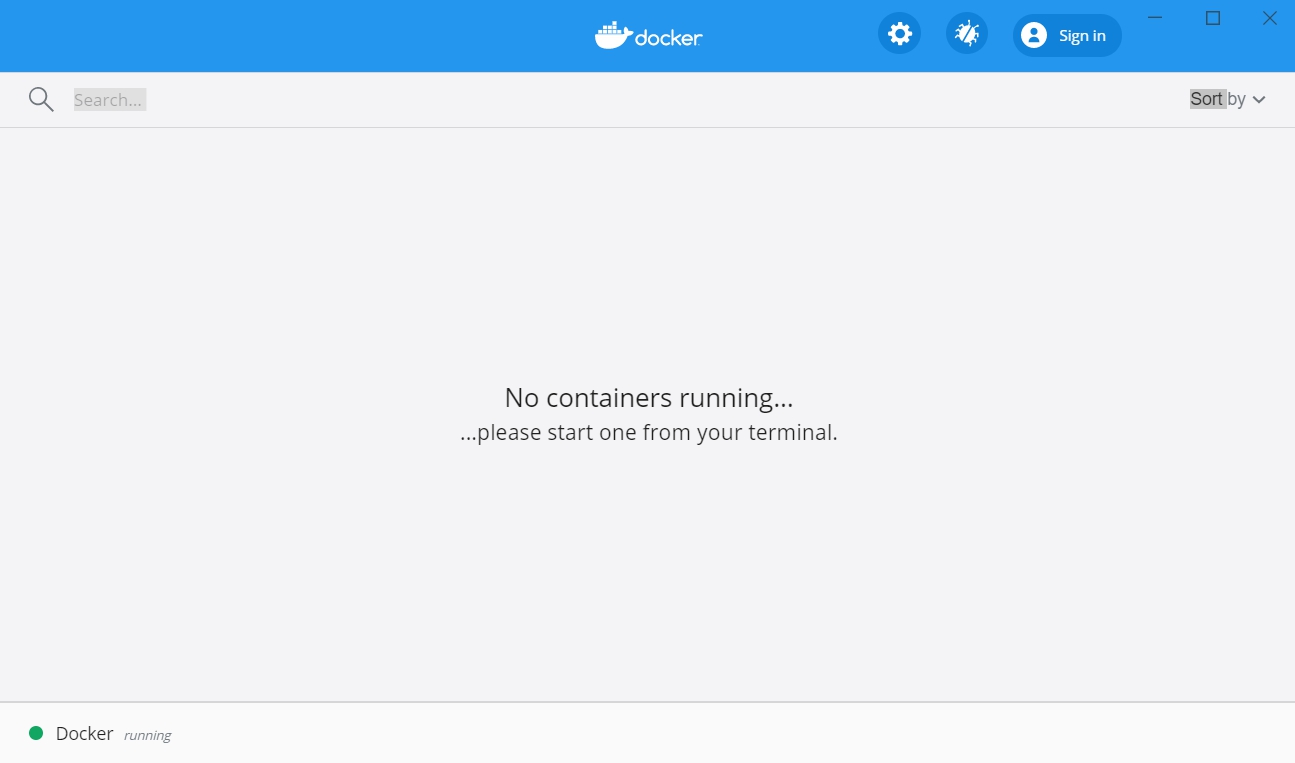 docker
Sign in
Search...
Sort by
No containers running...
...please start one from your terminal.
Docker running